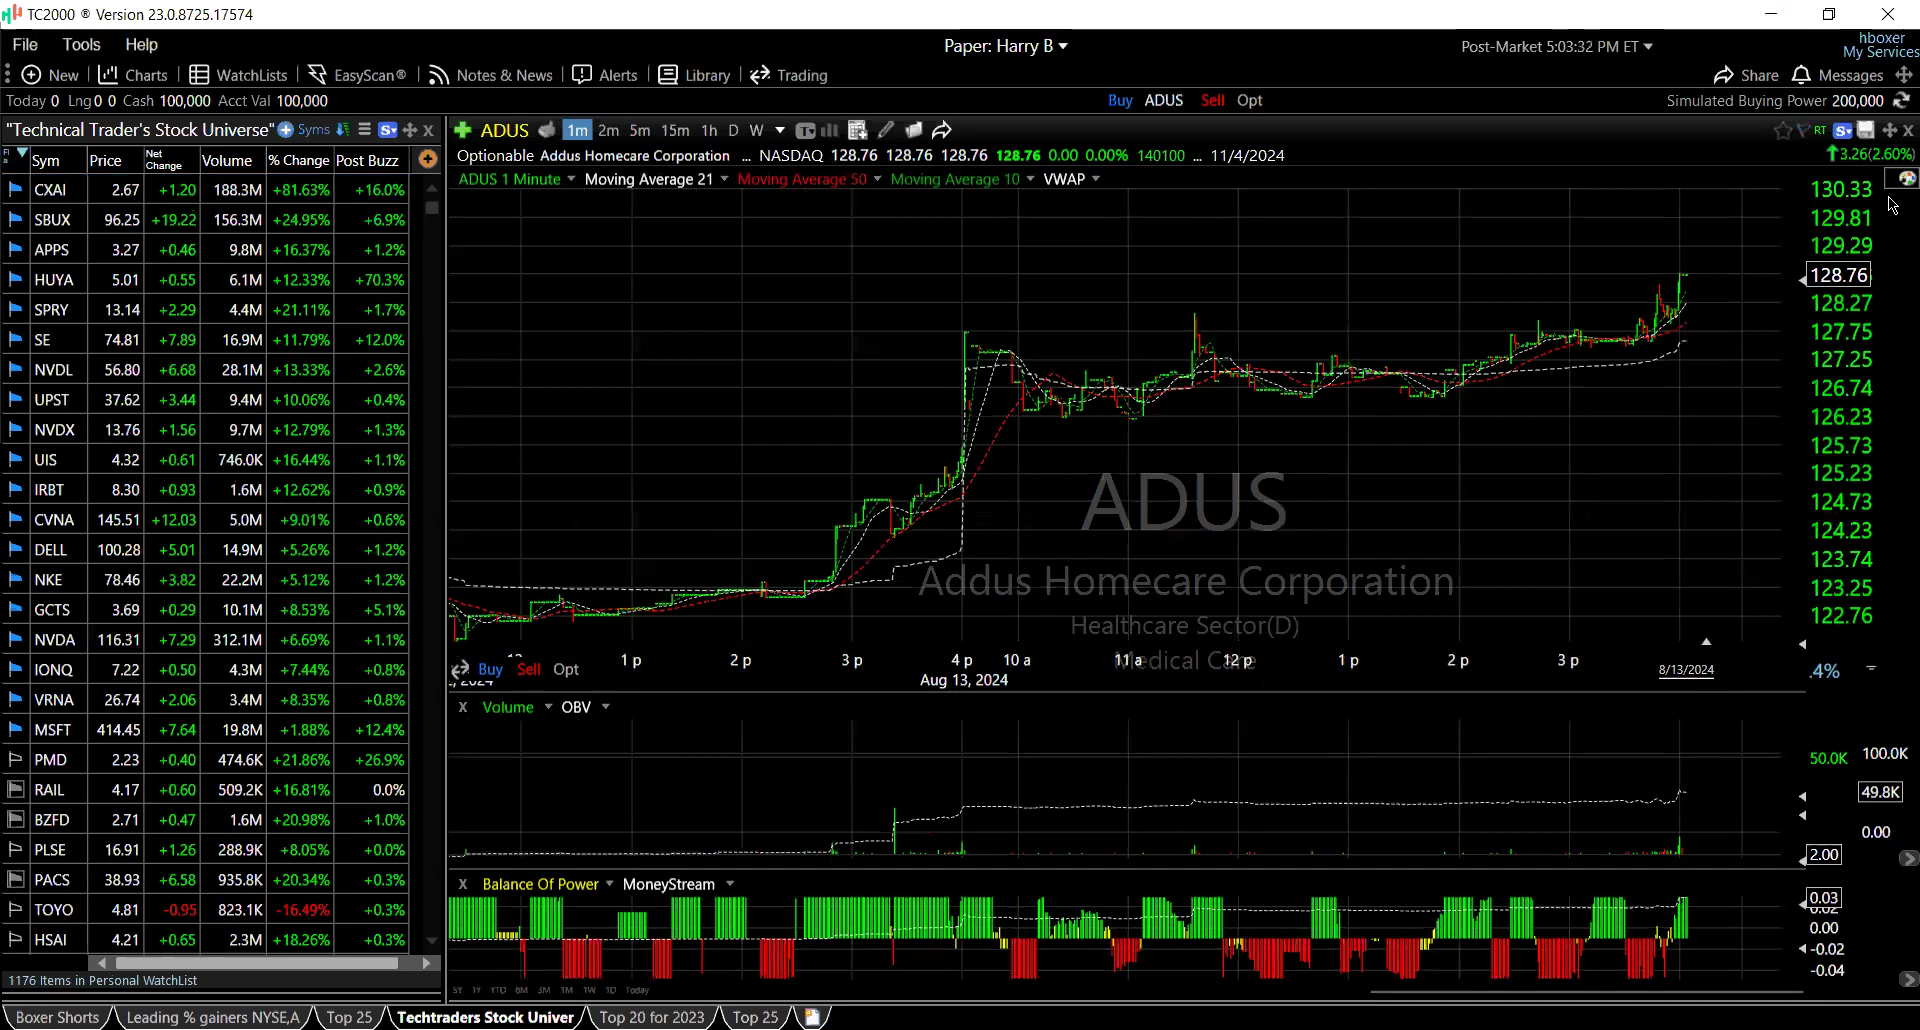 TC2000 ® Version 23.0.8725.17574
File Tools Help
Paper: Harry B
Post-Market 5:03:32 PM ET
hboxer
My Services
New Charts WatchLists EasyScan® Notes & News Alerts Library Trading
Share Messages
Today 0 Lng 0 0 Cash 100,000 Acct Val 100,000
Buy ADUS Sell Opt
Simulated Buying Power 200,000
"Technical Trader's Stock Universe" Syms S
ADUS 1m 2m 5m 15m 1h D W
RT S
Sym Price Net Change Volume % Change Post Buzz
CXAI 2.67 +1.20 188.3M +81.63% +16.0%
SBUX 96.25 +19.22 156.3M +24.95% +6.9%
APPS 3.27 +0.46 9.8M +16.37% +1.2%
HUYA 5.01 +0.55 6.1M +12.33% +70.3%
SPRY 13.14 +2.29 4.4M +21.11% +1.7%
SE 74.81 +7.89 16.9M +11.79% +12.0%
NVDL 56.80 +6.68 28.1M +13.33% +2.6%
UPST 37.62 +3.44 9.4M +10.06% +0.4%
NVDX 13.76 +1.56 9.7M +12.79% +1.3%
UIS 4.32 +0.61 746.0K +16.44% +1.1%
IRBT 8.30 +0.93 1.6M +12.62% +0.9%
CVNA 145.51 +12.03 5.0M +9.01% +0.6%
DELL 100.28 +5.01 14.9M +5.26% +1.2%
NKE 78.46 +3.82 22.2M +5.12% +1.2%
GCTS 3.69 +0.29 10.1M +8.53% +5.1%
NVDA 116.31 +7.29 312.1M +6.69% +1.1%
IONQ 7.22 +0.50 4.3M +7.44% +0.8%
VRNA 26.74 +2.06 3.4M +8.35% +0.8%
MSFT 414.45 +7.64 19.8M +1.88% +12.4%
PMD 2.23 +0.40 474.6K +21.86% +26.9%
RAIL 4.17 +0.60 509.2K +16.81% 0.0%
BZFD 2.71 +0.47 1.6M +20.98% +1.0%
PLSE 16.91 +1.26 288.9K +8.05% +0.0%
PACS 38.93 +6.58 935.8K +20.34% +0.3%
TOYO 4.81 -0.95 823.1K -16.49% +0.3%
HSAI 4.21 +0.65 2.3M +18.26% +0.3%
1176 Items in Personal WatchList
Optionable Addus Homecare Corporation ... NASDAQ 128.76 128.76 128.76 128.76 0.00 0.00% 140100 ... 11/4/2024
3.26(2.60%)
ADUS 1 Minute Moving Average 21 Moving Average 50 Moving Average 10 VWAP
130.33
129.81
129.29
128.76
128.27
127.75
127.25
126.74
126.23
125.73
125.23
124.73
124.23
123.74
123.25
122.76
ADUS
Addus Homecare Corporation
Healthcare Sector(D)
Medical Care
1 p 2 p 3 p 4 p 10 a 11 a 12 p 1 p 2 p 3 p
Buy Sell Opt
Aug 13, 2024
8/13/2024
.4%
X Volume OBV
50.0K 100.0K
49.8K
0.00
2.00
X Balance Of Power MoneyStream
0.03
0.00
-0.02
-0.04
5Y 1Y YTD 6M 3M 1M 1W 1D Today
Boxer Shorts Leading % gainers NYSE,A Top 25 Techtraders Stock Univer Top 20 for 2023 Top 25